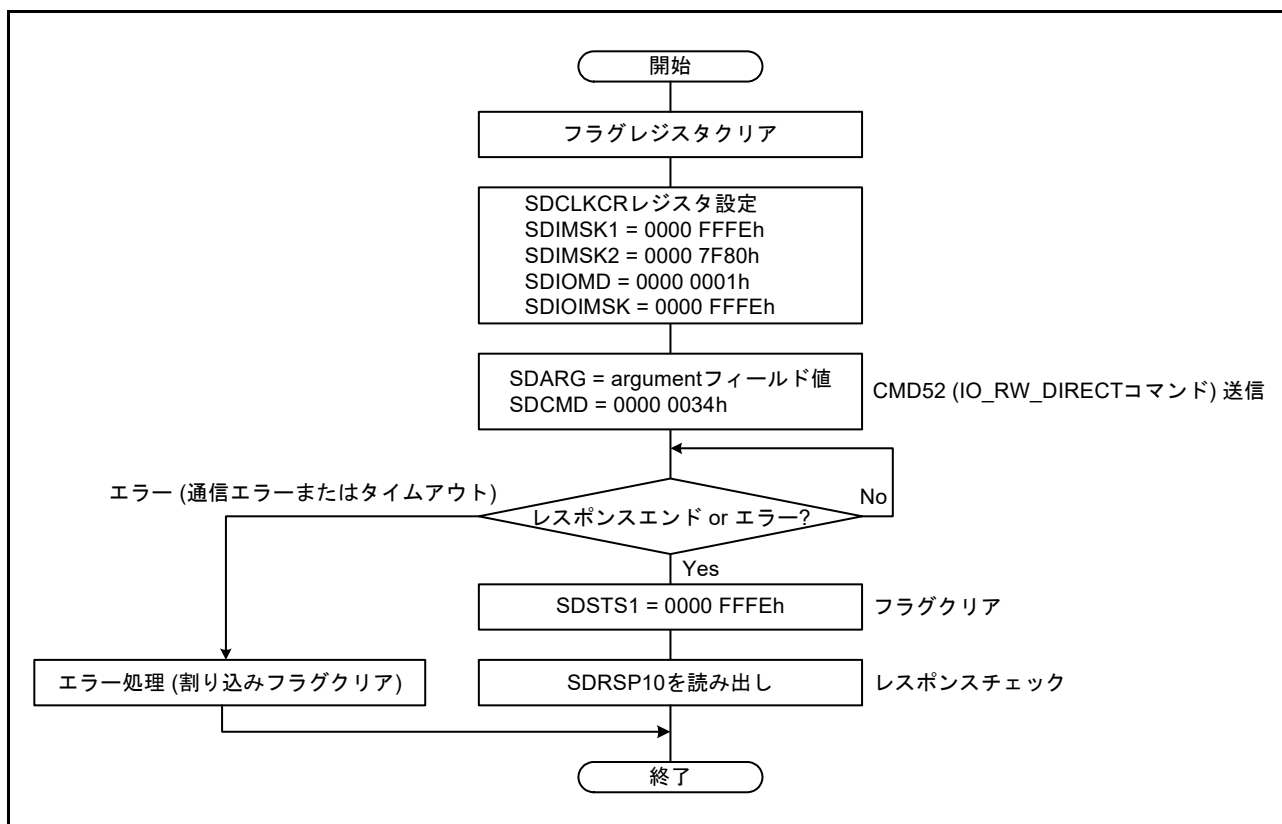 開始
フラグレジスタクリア
SDCLKCRレジスタ設定
SDIMSK1 = 0000 FFFEh
SDIMSK2 = 0000 7F80h
SDIOMD = 0000 0001h
SDIOIMSK = 0000 FFFEh
SDARG = argumentフィールド値
SDCMD = 0000 0034h
CMD52 (IO_RW_DIRECTコマンド) 送信
エラー (通信エラーまたはタイムアウト)
No
レスポンスエンド or エラー?
Yes
SDSTS1 = 0000 FFFEh
フラグクリア
エラー処理 (割り込みフラグクリア)
SDRSP10を読み出し
レスポンスチェック
終了